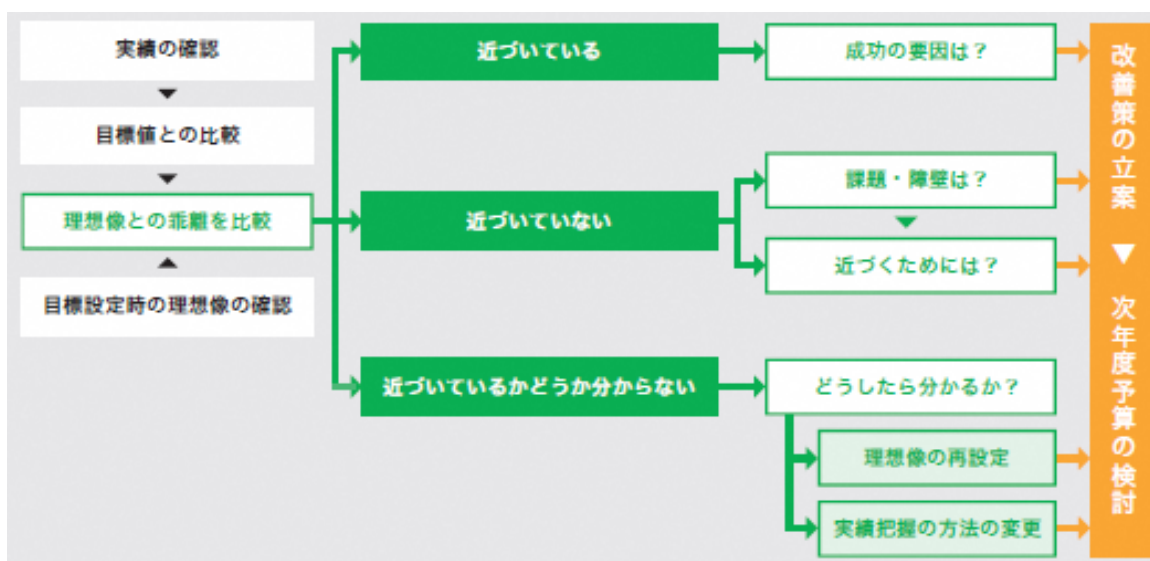 実績の確認
目標値との比較
理想像との乖離を比較
目標設定時の理想像の確認
近づいている
成功の要因は？
近づいていない
課題・障壁は？
近づくためには？
近づいているかどうか分からない
どうしたら分かるか？
理想像の再設定
実績把握の方法の変更
改善策の立案 ▼ 次年度予算の検討